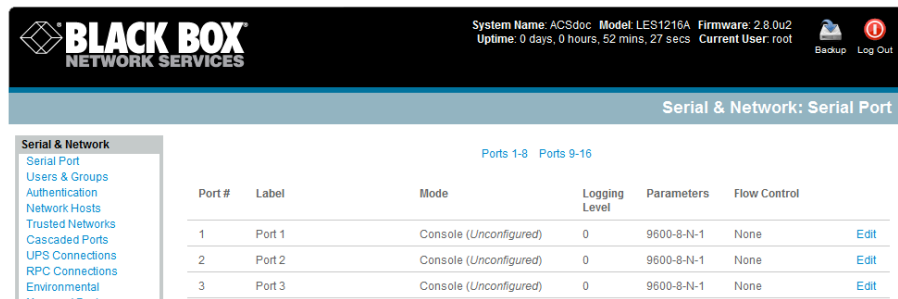 BLACK BOX
NETWORK SERVICES
System Name: ACSdoc Model: LES1216A Firmware: 2.8.0u2
Uptime: 0 days, 0 hours, 52 mins, 27 secs Current User: root
Backup Log Out
Serial & Network: Serial Port
Serial & Network
Serial Port
Users & Groups
Authentication
Network Hosts
Trusted Networks
Cascaded Ports
UPS Connections
RPC Connections
Environmental
Ports 1-8 Ports 9-16
Port # Label Mode Logging Level Parameters Flow Control
1 Port 1 Console (Unconfigured) 0 9600-8-N-1 None Edit
2 Port 2 Console (Unconfigured) 0 9600-8-N-1 None Edit
3 Port 3 Console (Unconfigured) 0 9600-8-N-1 None Edit